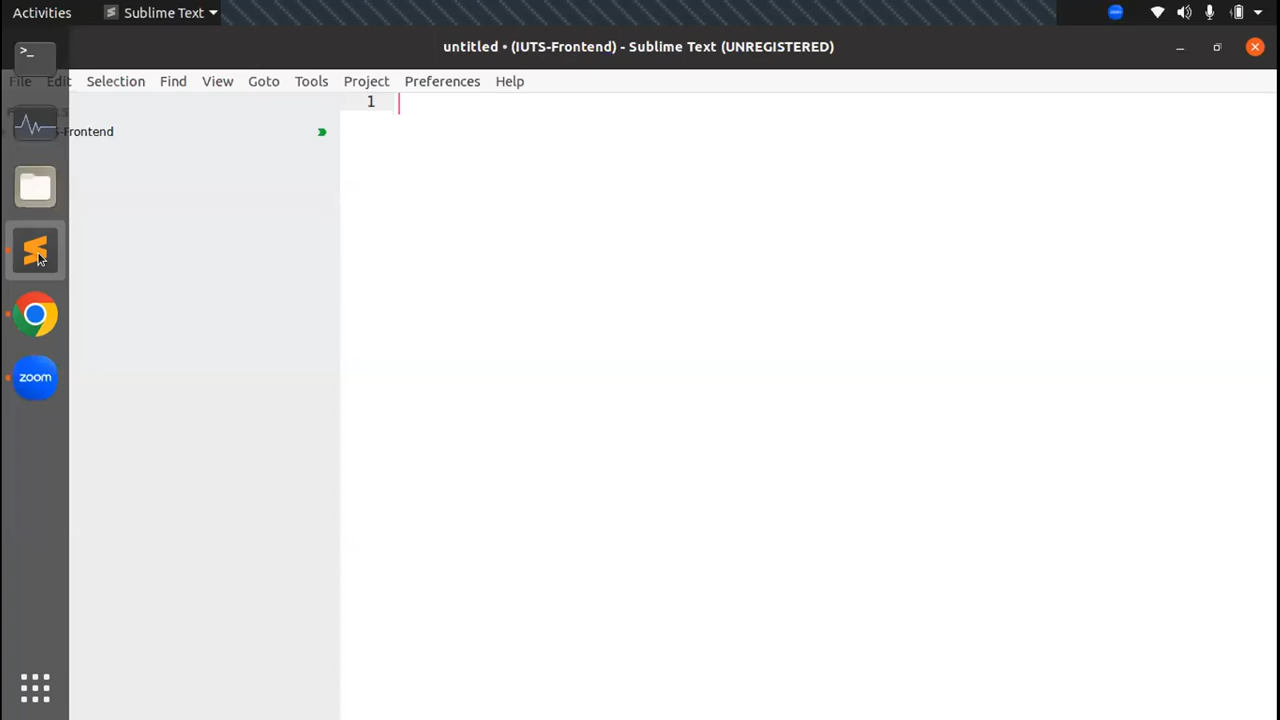 Activities
Sublime Text
untitled • (IUTS-Frontend) - Sublime Text (UNREGISTERED)
File Edit Selection Find View Goto Tools Project Preferences Help
1
S-Frontend
>_
zoom